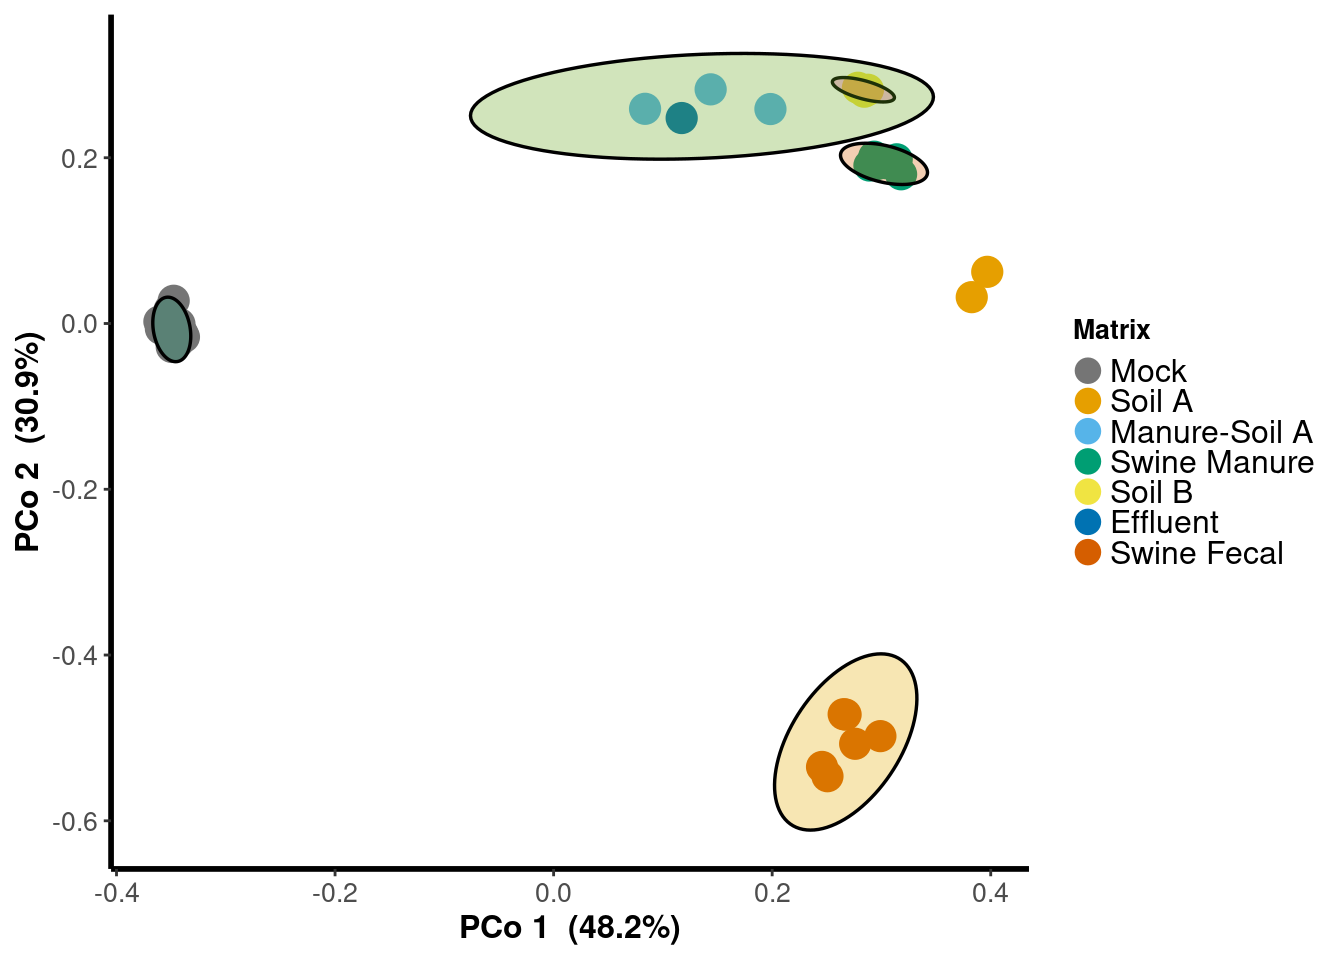 0.2
0.0
-0.2
-0.4
-0.6
PCo 2 (30.9%)
-0.4
-0.2
0.0
0.2
0.4
PCo 1 (48.2%)
Matrix
Mock
Soil A
Manure-Soil A
Swine Manure
Soil B
Effluent
Swine Fecal